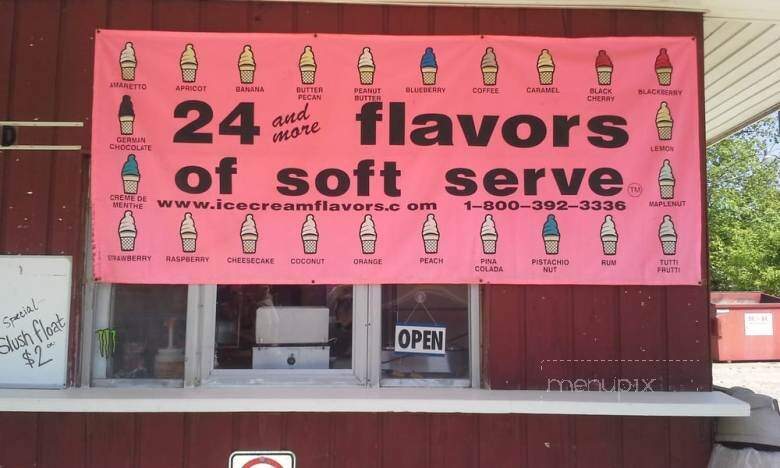 AMARETTO APRICOT BANANA BUTTER PECAN PEANUT BUTTER BLUEBERRY COFFEE CARAMEL BLACK CHERRY BLACKBERRY
24 and more flavors
GERMAN CHOCOLATE
LEMON
of soft serve TM
CREME DE MENTHE
MAPLENUT
www.icecreamflavors.c om 1-800-392-3336
STRAWBERRY RASPBERRY CHEESECAKE COCONUT ORANGE PEACH PINA COLADA PISTACHIO NUT RUM TUTTI FRUTTI
D
Special
Slush float
$2.00
OPEN
menupix